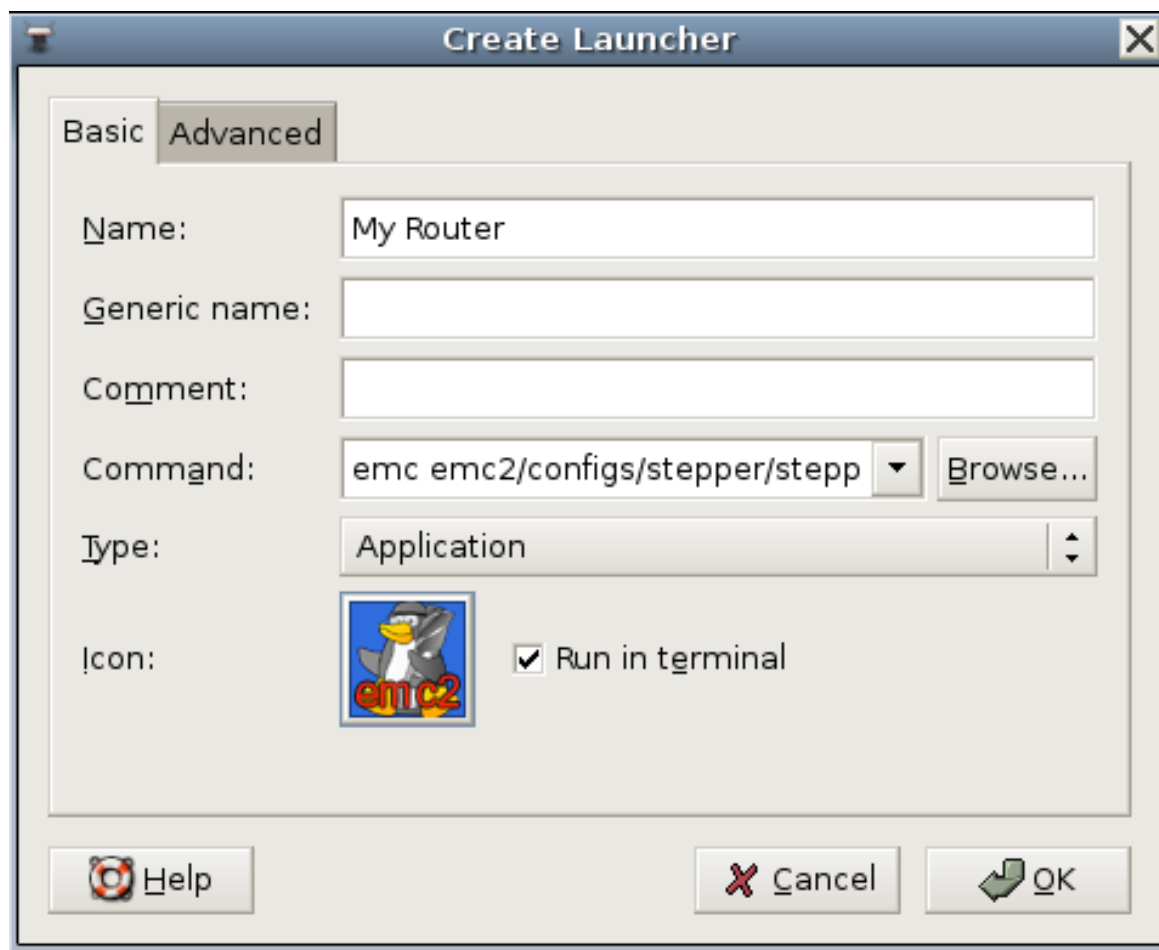 Create Launcher
Basic Advanced
Name: My Router
Generic name:
Comment:
Command: emc emc2/configs/stepper/stepp Browse...
Type: Application
Icon: emc2 Run in terminal
Help Cancel OK